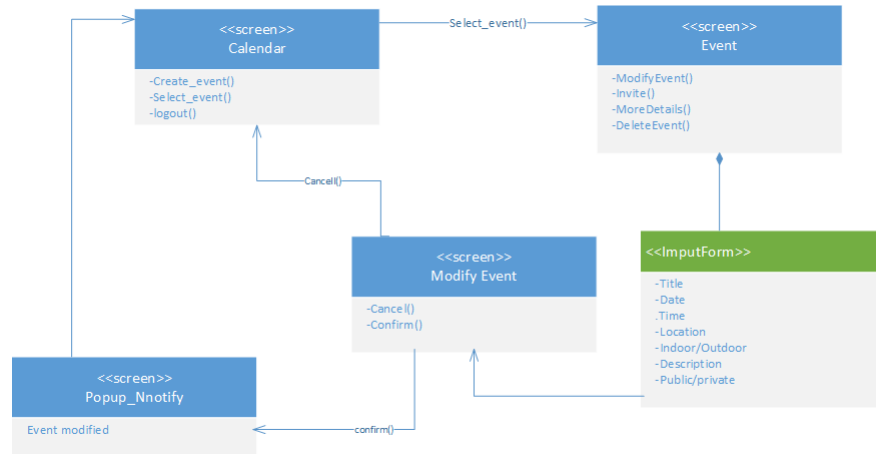 <<screen>>
Calendar
-Create_event()
-Select_event()
-logout()
Select_event()
<<screen>>
Event
-ModifyEvent()
-Invite()
-MoreDetails()
-DeleteEvent()
Cancell()
<<screen>>
Modify Event
-Cancel()
-Confirm()
<<ImputForm>>
-Title
-Date
.Time
-Location
-Indoor/Outdoor
-Description
-Public/private
<<screen>>
Popup_Nnotify
Event modified
confirm()